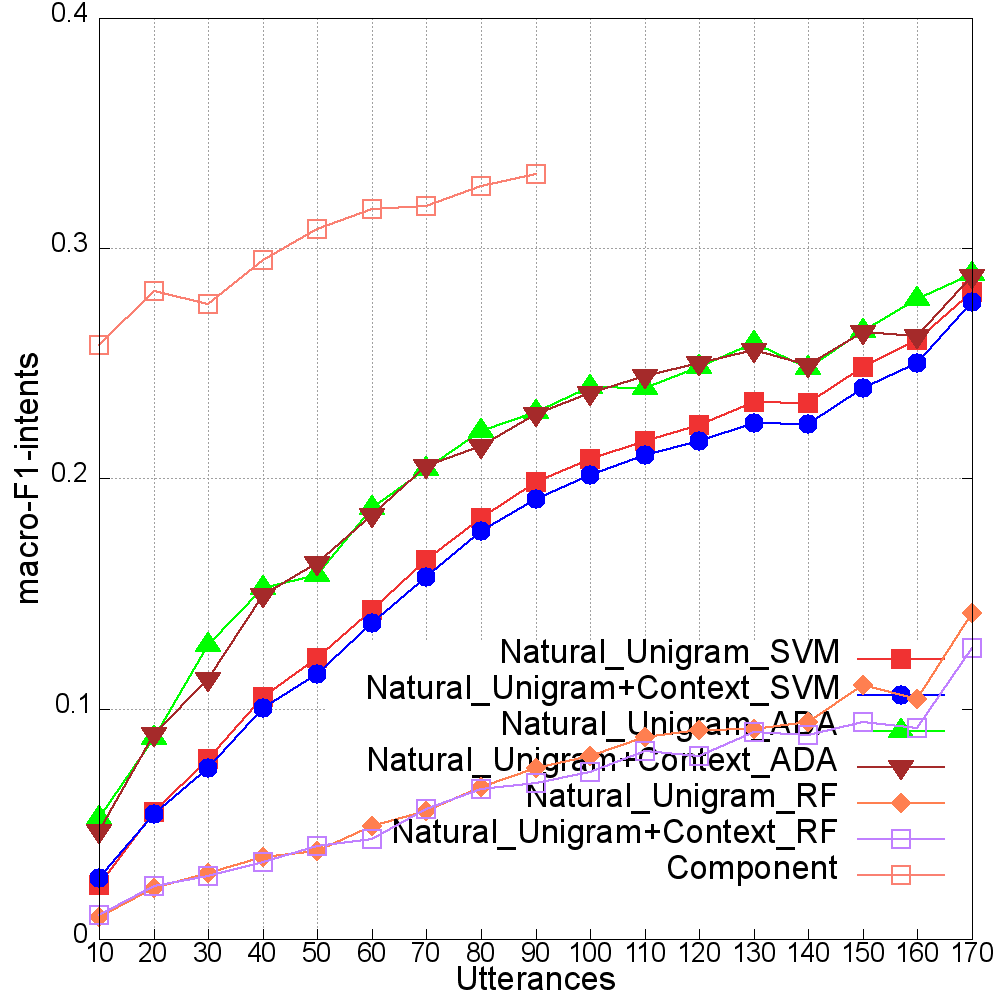 0.4
0.3
0.2
0.1
0
macro-F1-intents
Natural_Unigram_SVM
Natural_Unigram+Context_SVM
Natural_Unigram_ADA
Natural_Unigram+Context_ADA
Natural_Unigram_RF
Natural_Unigram+Context_RF
Component
10 20 30 40 50 60 70 80 90 100 110 120 130 140 150 160 170
Utterances